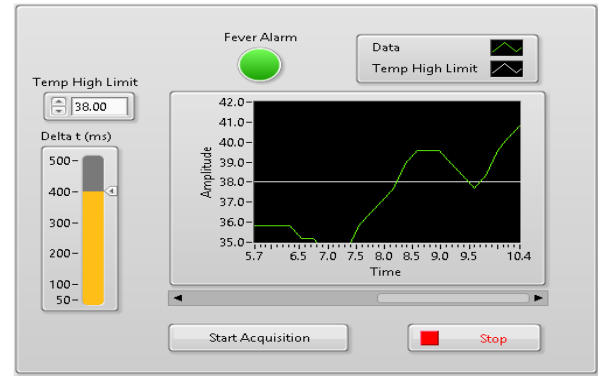 Fever Alarm
Data
Temp High Limit
Temp High Limit
38.00
Delta t (ms)
500
400
300
200
100
50
Amplitude
42.0
41.0
40.0
39.0
38.0
37.0
36.0
35.0
5.7 6.5 7.0 7.5 8.0 8.5 9.0 9.5 10.4
Time
Start Acquisition
Stop